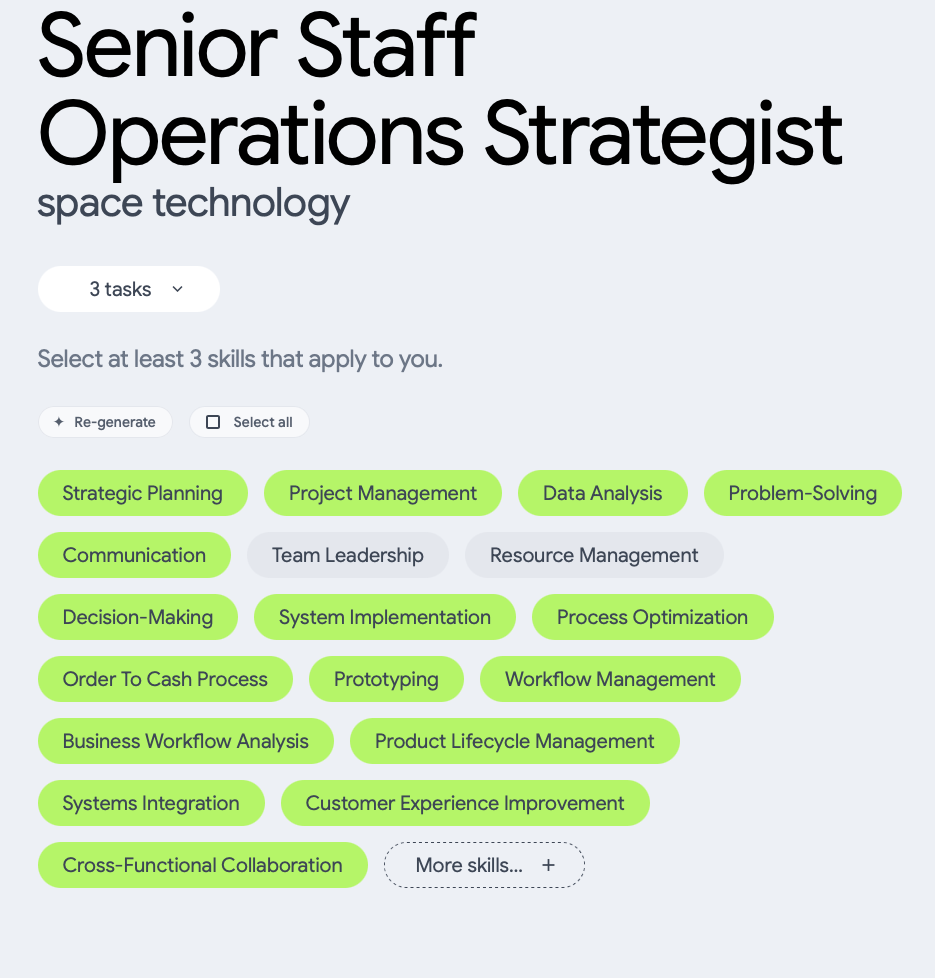 Senior Staff
Operations Strategist
space technology
3 tasks
Select at least 3 skills that apply to you.
Re-generate Select all
Strategic Planning Project Management Data Analysis Problem-Solving
Communication Team Leadership Resource Management
Decision-Making System Implementation Process Optimization
Order To Cash Process Prototyping Workflow Management
Business Workflow Analysis Product Lifecycle Management
Systems Integration Customer Experience Improvement
Cross-Functional Collaboration More skills... +